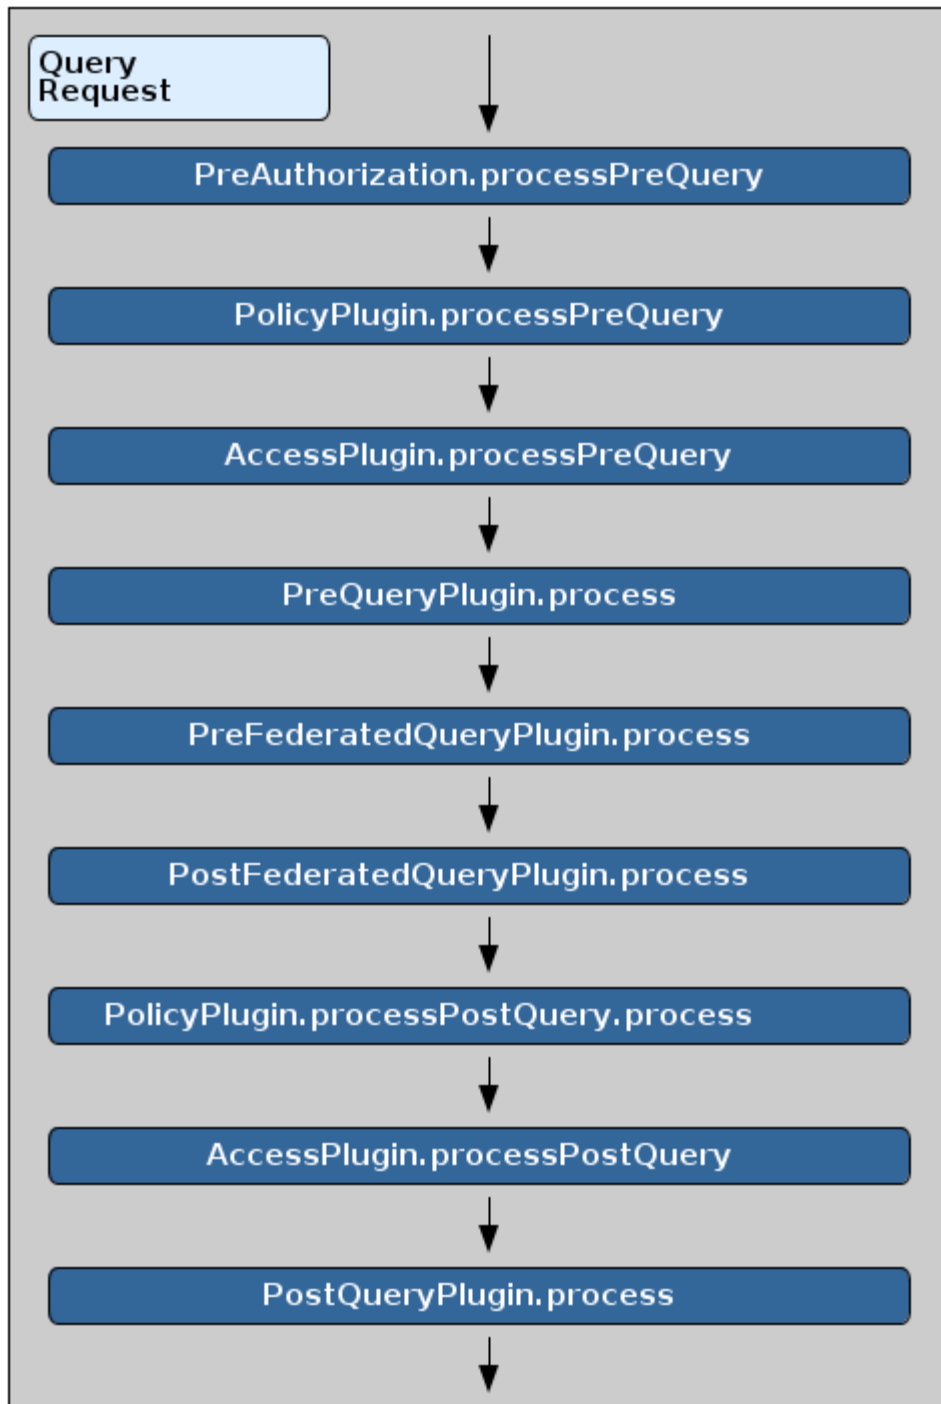 Query
Request
PreAuthorization.processPreQuery
PolicyPlugin.processPreQuery
AccessPlugin.processPreQuery
PreQueryPlugin.process
PreFederatedQueryPlugin.process
PostFederatedQueryPlugin.process
PolicyPlugin.processPostQuery.process
AccessPlugin.processPostQuery
PostQueryPlugin.process